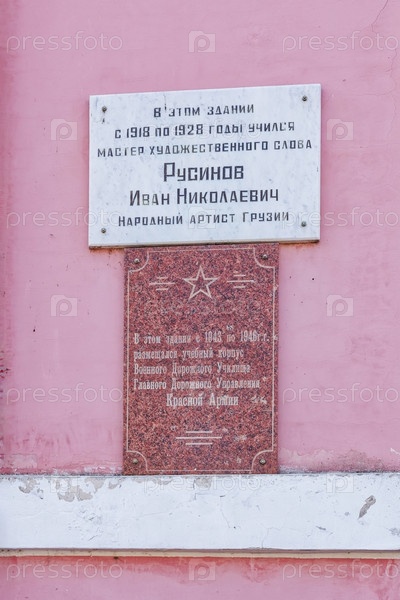 В этом здании
с 1918 по 1928 годы учился
мастер художественного слова
Русинов
Иван Николаевич
Народный артист Грузии
В этом здании с 1943 по 1946 г.г.
размещался учебный корпус
Военного Дорожного Училища
Главного Дорожного Управления
Красной Армии